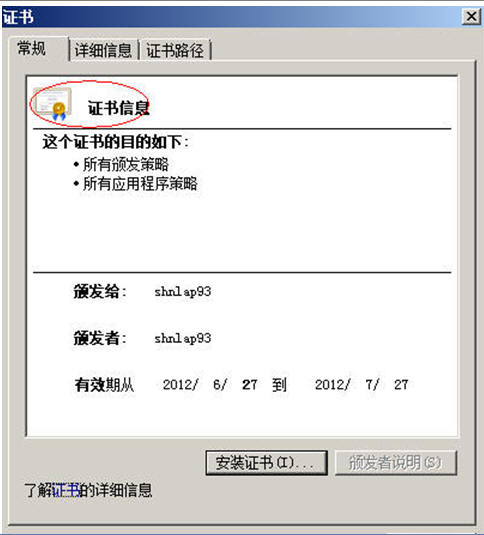 证书
常规 详细信息 证书路径
证书信息
这个证书的目的如下:
•所有颁发策略
•所有应用程序策略
颁发给: shnlap93
颁发者: shnlap93
有效期从 2012/ 6/ 27 到 2012/ 7/ 27
安装证书(I)... 颁发者说明(S)
了解证书的详细信息